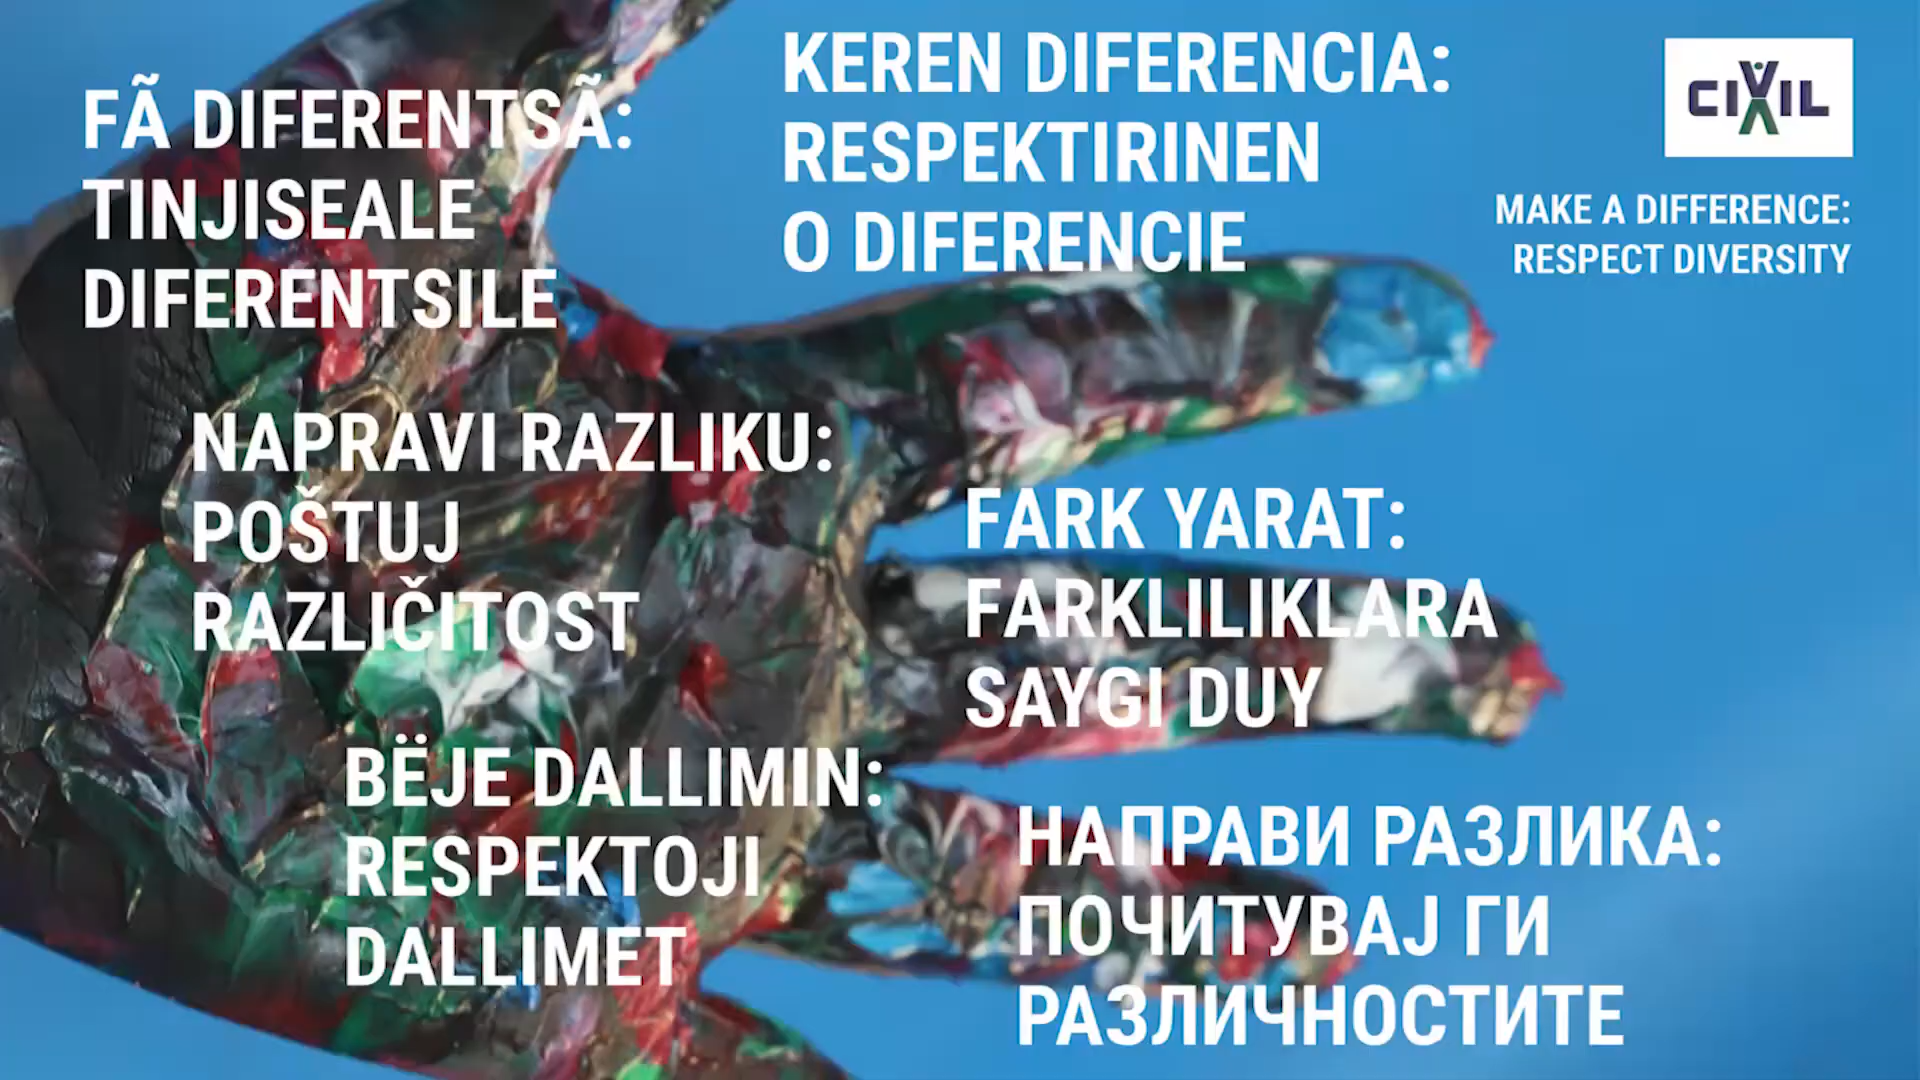 FÃ DIFERENTSÃ:
TINJISEALE
DIFERENTSILE
KEREN DIFERENCIA:
RESPEKTIRINEN
O DIFERENCIE
CIVIL
MAKE A DIFFERENCE:
RESPECT DIVERSITY
NAPRAVI RAZLIKU:
POŠTUJ
RAZLIČITOST
FARK YARAT:
FARKLILIKLARA
SAYGI DUY
BËJE DALLIMIN:
RESPEKTOJI
DALLIMET
НАПРАВИ РАЗЛИКА:
ПОЧИТУВАЈ ГИ
РАЗЛИЧНОСТИТЕ